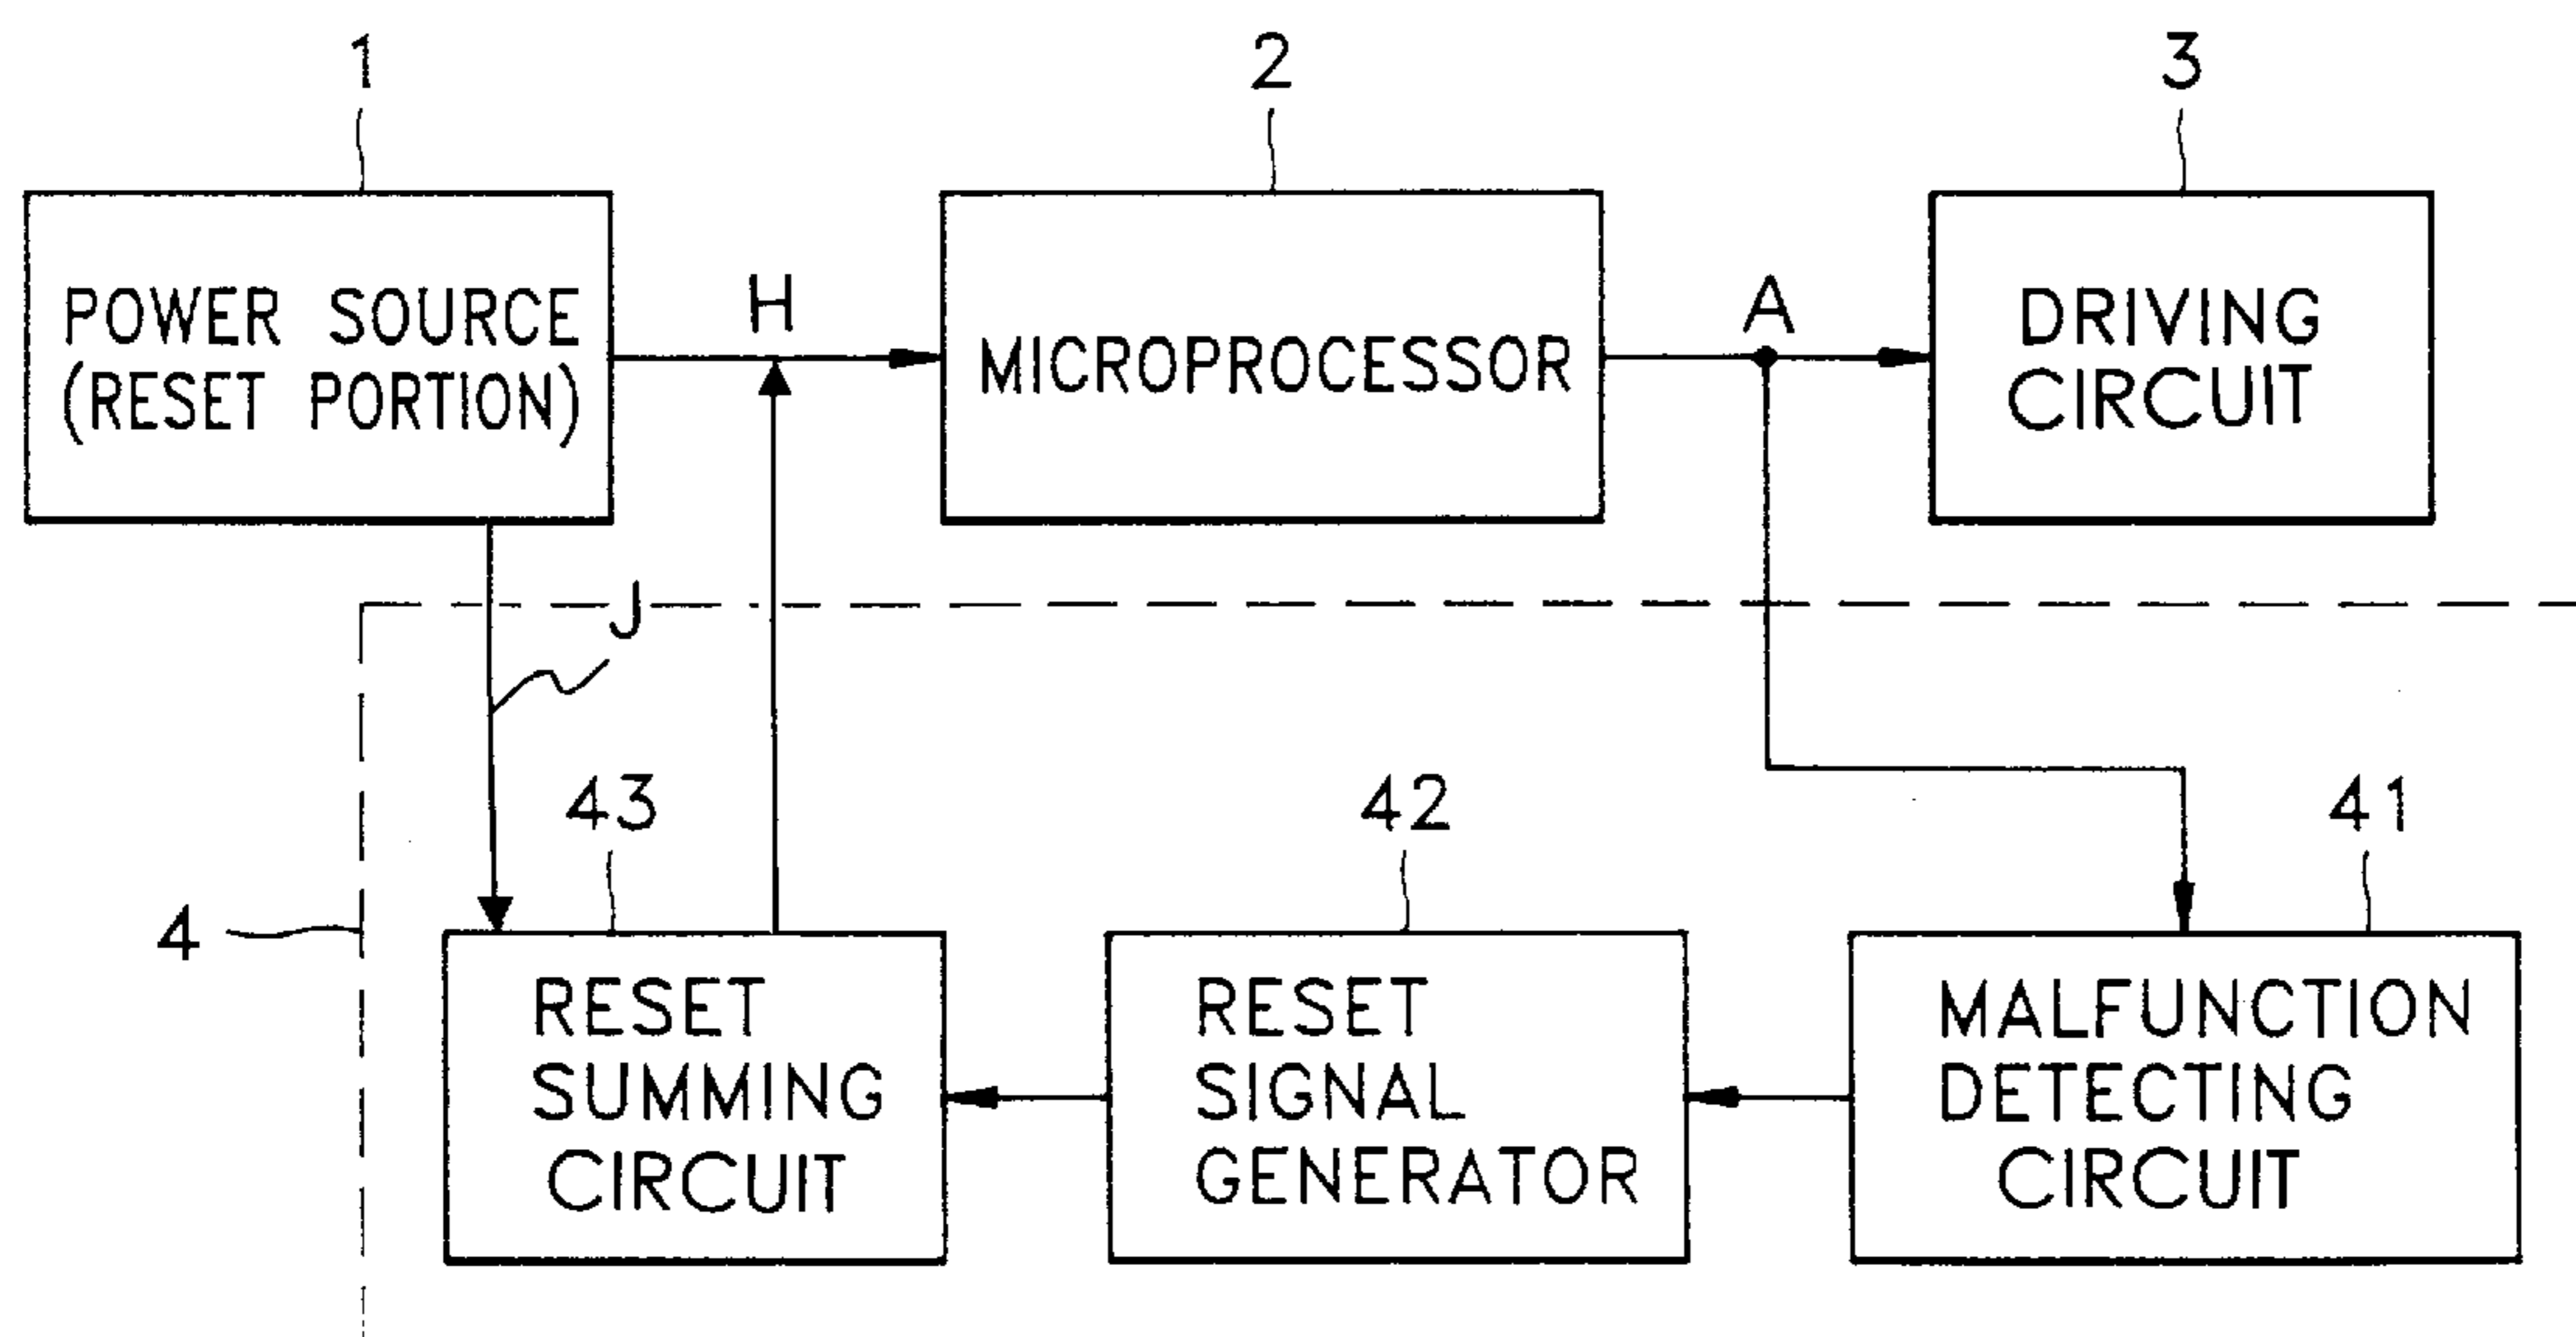 1
2
3
POWER SOURCE
(RESET PORTION)
H
MICROPROCESSOR
A
DRIVING
CIRCUIT
J
43
42
41
4
RESET
SUMMING
CIRCUIT
RESET
SIGNAL
GENERATOR
MALFUNCTION
DETECTING
CIRCUIT